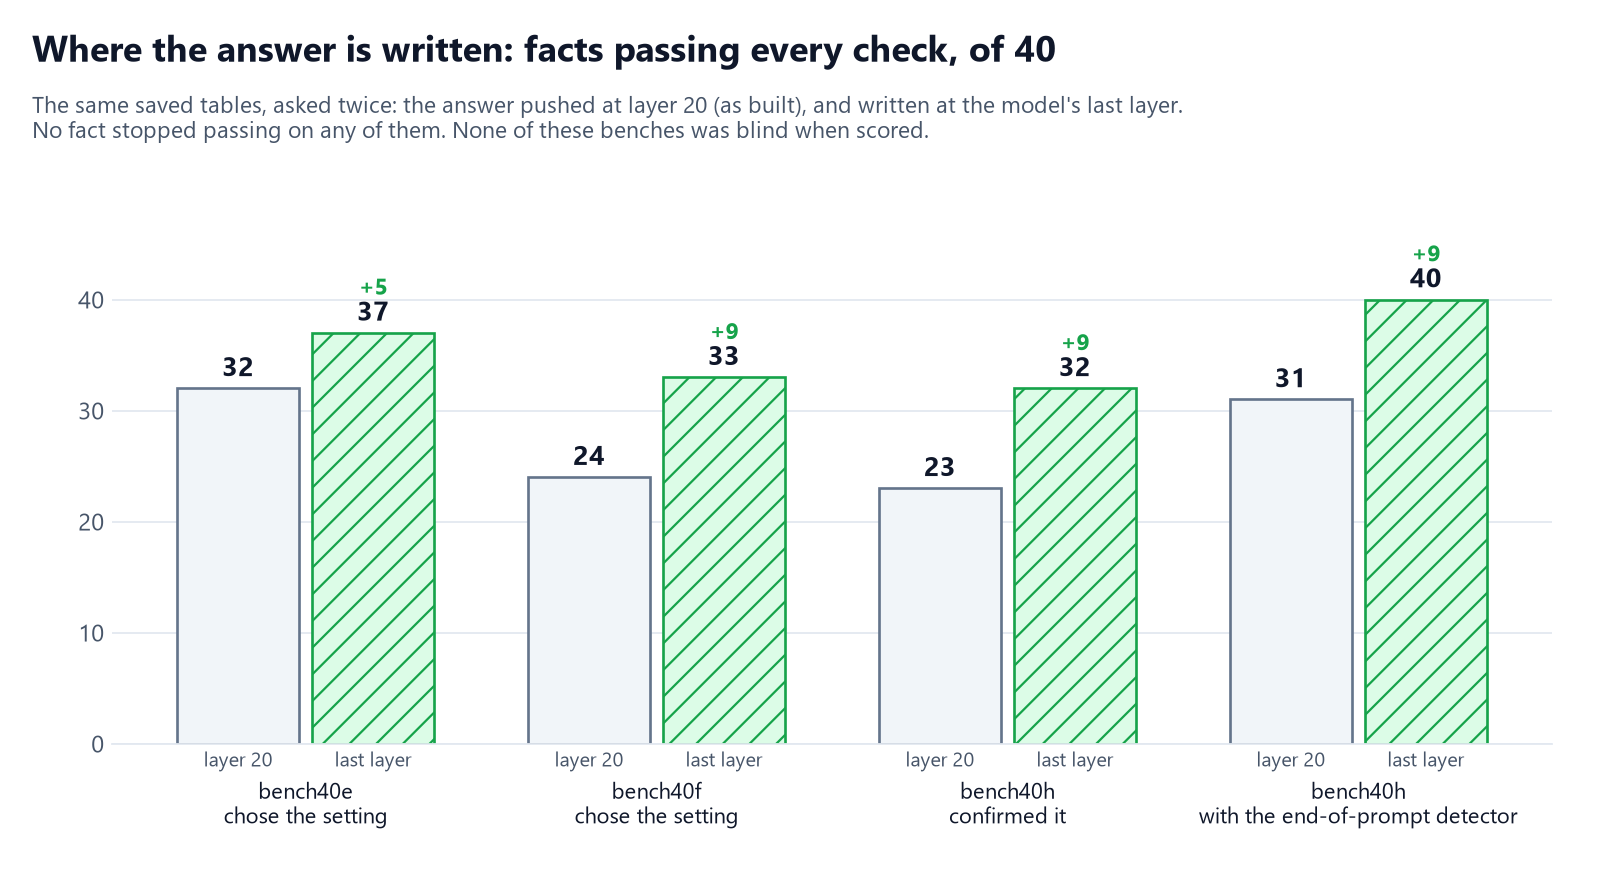 Where the answer is written: facts passing every check, of 40
The same saved tables, asked twice: the answer pushed at layer 20 (as built), and written at the model's last layer.
No fact stopped passing on any of them. None of these benches was blind when scored.
+5
37
32
+9
33
24
+9
32
23
+9
40
31
40
30
20
10
0
layer 20
last layer
layer 20
last layer
layer 20
last layer
layer 20
last layer
bench40e
chose the setting
bench40f
chose the setting
bench40h
confirmed it
bench40h
with the end-of-prompt detector